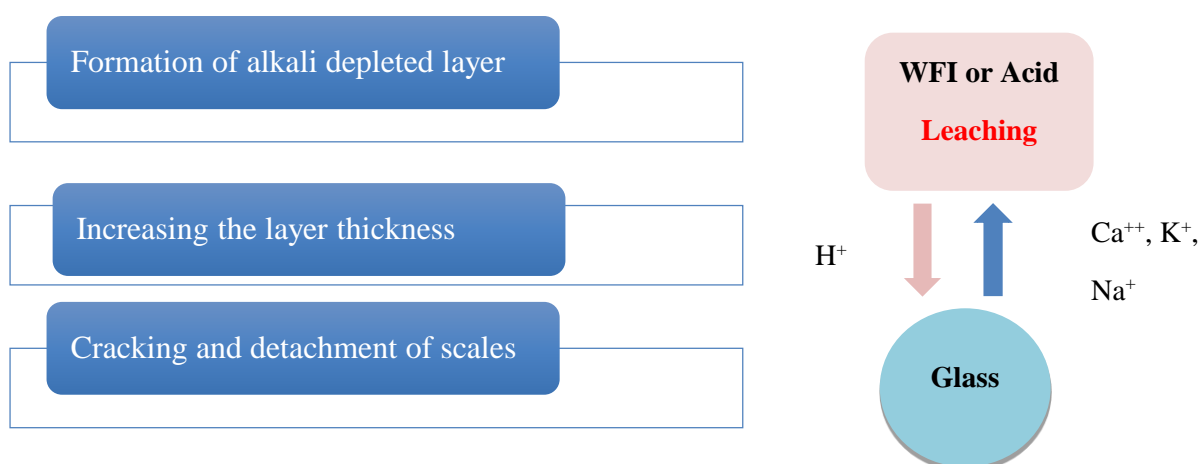 Formation of alkali depleted layer
Increasing the layer thickness
Cracking and detachment of scales
WFI or Acid
Leaching
H⁺
Ca⁺⁺, K⁺,
Na⁺
Glass